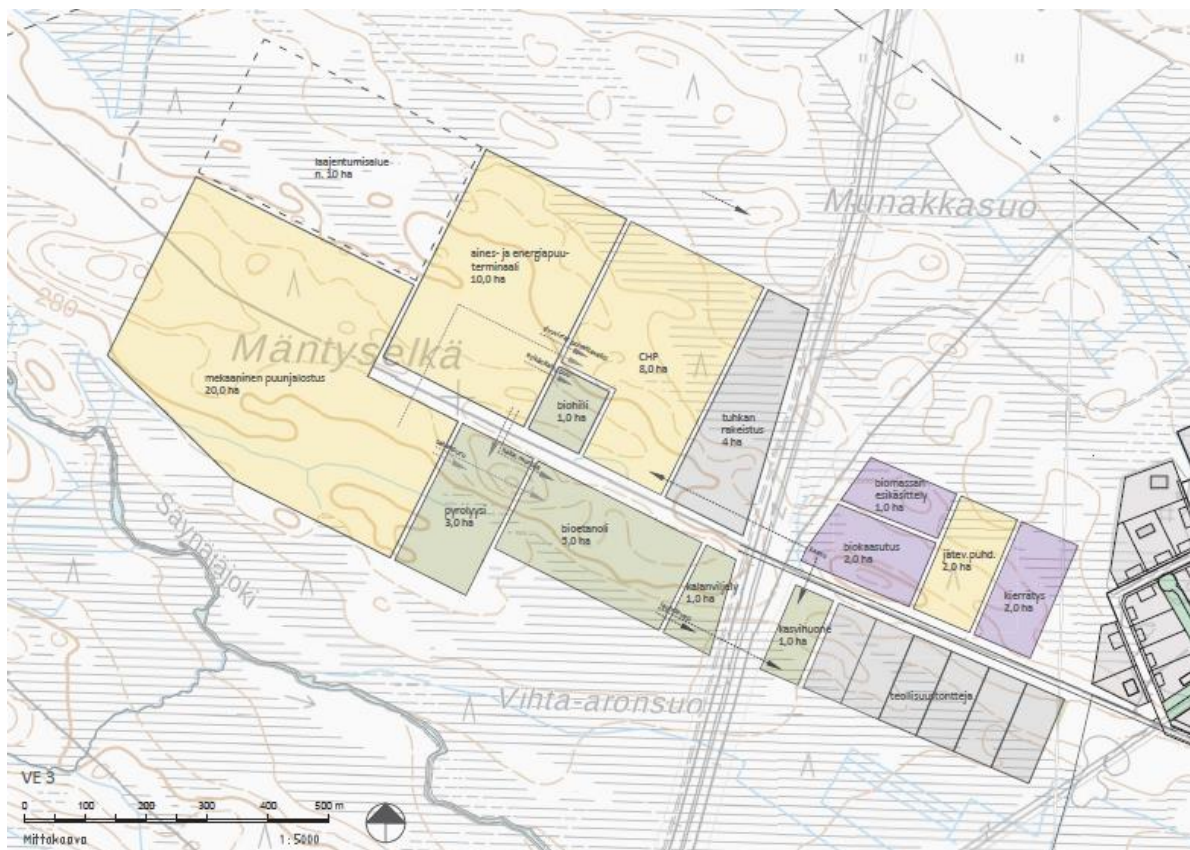 laajentumisalue
n. 10 ha
Munakkasuo
aines- ja energiapuu-
terminaali
10,0 ha
280
Mäntyselkä
mekaaninen puunjalostus
20,0 ha
CHP
8,0 ha
biohiili
1,0 ha
tuhkan
rakeistus
4 ha
pyrolyysi
3,0 ha
bioetanoli
5,0 ha
kalanviljely
1,0 ha
biomassan
esikäsittely
1,0 ha
biokaasutus
2,0 ha
jätev.puhd.
2,0 ha
kierrätys
2,0 ha
kasvihuone
1,0 ha
teollisuustontteja
Säynäjäjoki
Vihta-aronsuo
VE 3
0 100 200 300 400 500 m
Mittakaava 1:5000